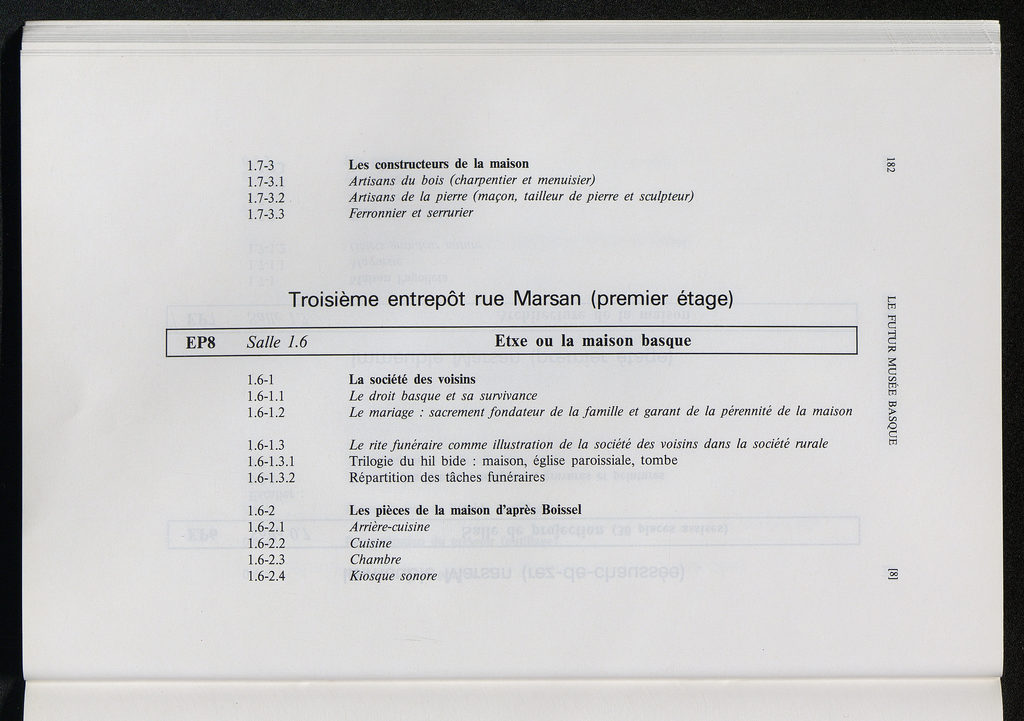 1.7-3 Les constructeurs de la maison
1.7-3.1 Artisans du bois (charpentier et menuisier)
1.7-3.2 Artisans de la pierre (maçon, tailleur de pierre et sculpteur)
1.7-3.3 Ferronnier et serrurier
Troisième entrepôt rue Marsan (premier étage)
EP8 Salle 1.6 Etxe ou la maison basque
1.6-1 La société des voisins
1.6-1.1 Le droit basque et sa survivance
1.6-1.2 Le mariage : sacrement fondateur de la famille et garant de la pérennité de la maison
1.6-1.3 Le rite funéraire comme illustration de la société des voisins dans la société rurale
1.6-1.3.1 Trilogie du hil bide : maison, église paroissiale, tombe
1.6-1.3.2 Répartition des tâches funéraires
1.6-2 Les pièces de la maison d'après Boissel
1.6-2.1 Arrière-cuisine
1.6-2.2 Cuisine
1.6-2.3 Chambre
1.6-2.4 Kiosque sonore
182
LE FUTUR MUSÉE BASQUE
[8]